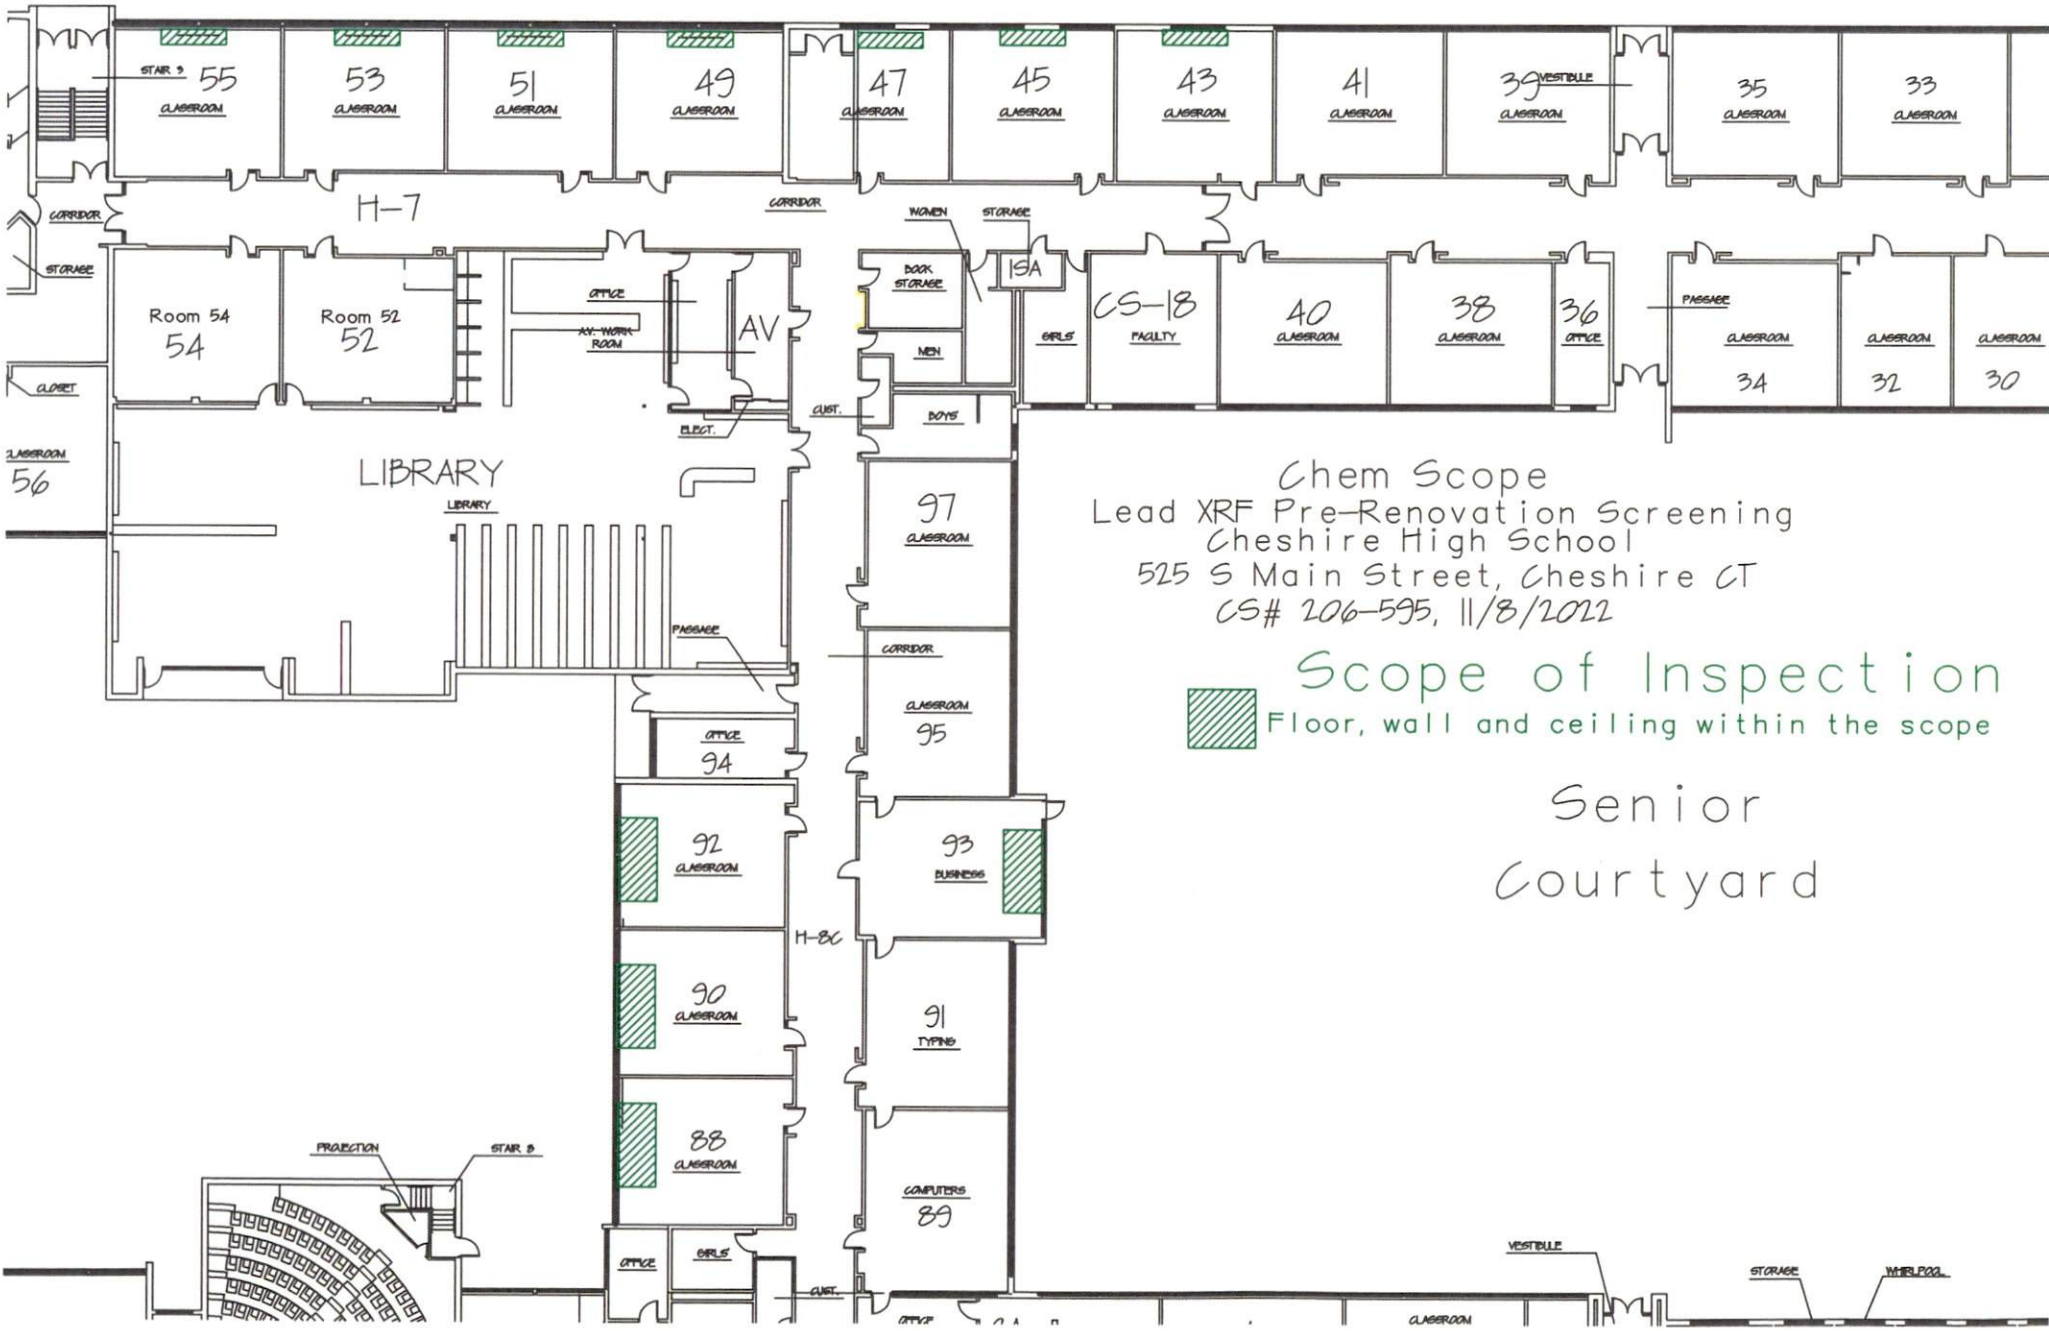 STAIR 9
55
CLASSROOM
53
CLASSROOM
51
CLASSROOM
49
CLASSROOM
47
CLASSROOM
45
CLASSROOM
43
CLASSROOM
41
CLASSROOM
39
CLASSROOM
VESTIBULE
35
CLASSROOM
33
CLASSROOM
CORRIDOR
H-7
CORRIDOR
WOMEN
STORAGE
STORAGE
Room 54
54
Room 52
52
OFFICE
AV. WORK
ROOM
AV
BOOK
STORAGE
MEN
15A
GIRLS'
CS-18
FACULTY
40
CLASSROOM
38
CLASSROOM
36
OFFICE
PASSAGE
CLASSROOM
34
CLASSROOM
32
CLASSROOM
30
CLOSET
CUST.
ELECT.
BOYS'
CLASSROOM
56
LIBRARY
LIBRARY
97
CLASSROOM
Chem Scope
Lead XRF Pre-Renovation Screening
Cheshire High School
525 S Main Street, Cheshire CT
CS# 206-595, 11/8/2022
PASSAGE
CORRIDOR
Scope of Inspection
Floor, wall and ceiling within the scope
CLASSROOM
95
OFFICE
94
Senior
Courtyard
92
CLASSROOM
93
BUSINESS
H-8C
90
CLASSROOM
91
TYPING
88
CLASSROOM
PROJECTION
STAIR 8
COMPUTERS
89
OFFICE
GIRLS'
CUST.
VESTIBULE
STORAGE
WHIRLPOOL
OFFICE
CLASSROOM